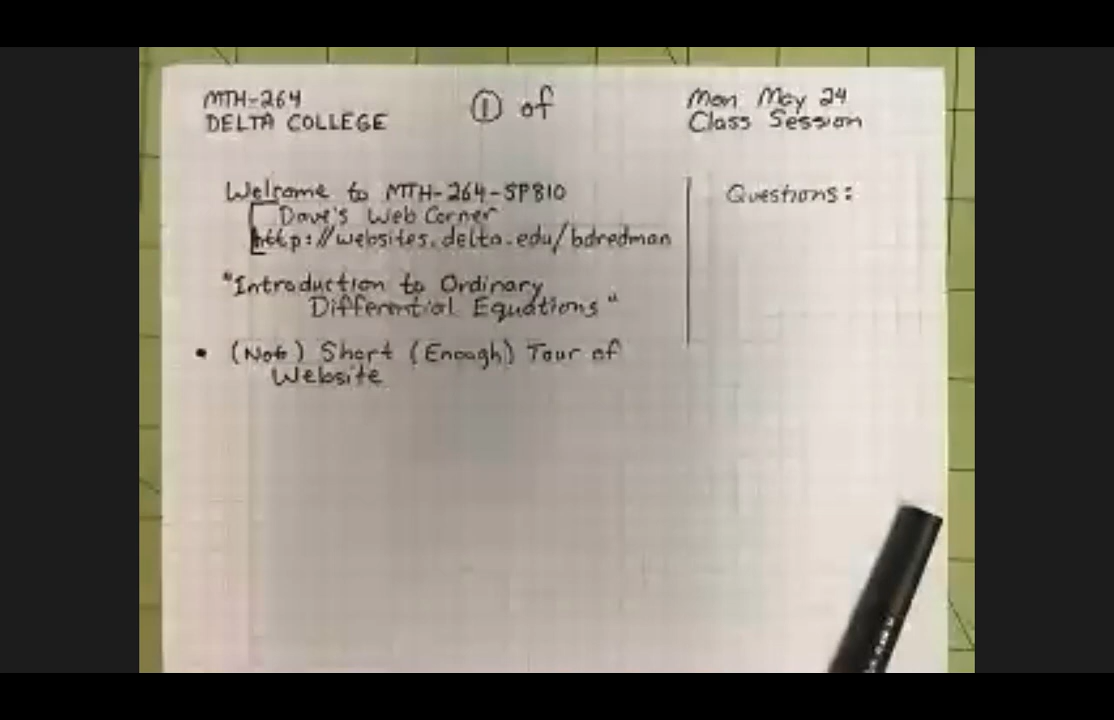 MTH-264
DELTA COLLEGE
① of
Mon May 24
Class Session
Welcome to MTH-264-SP810
Dave's Web Corner
http://websites.delta.edu/bdredman
"Introduction to Ordinary
Differential Equations"
• (Not) Short (Enough) Tour of
Website
Questions: